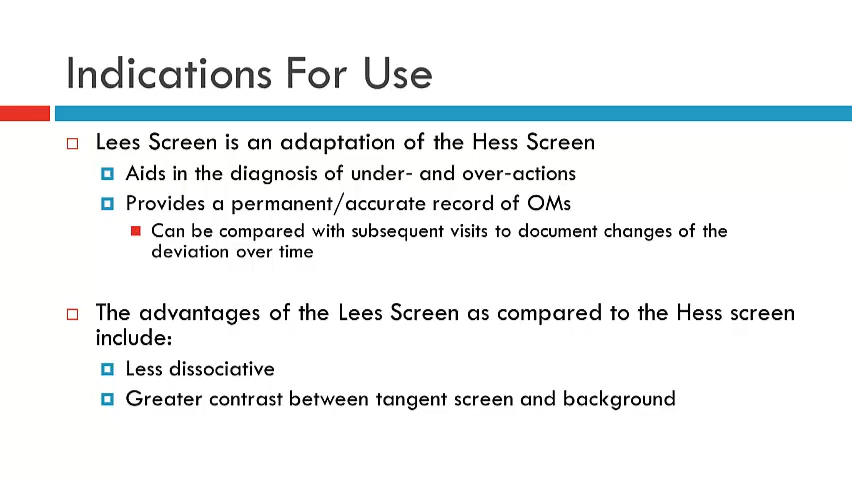 Indications For Use
Lees Screen is an adaptation of the Hess Screen
Aids in the diagnosis of under- and over-actions
Provides a permanent/accurate record of OMs
Can be compared with subsequent visits to document changes of the
deviation over time
The advantages of the Lees Screen as compared to the Hess screen
include:
Less dissociative
Greater contrast between tangent screen and background